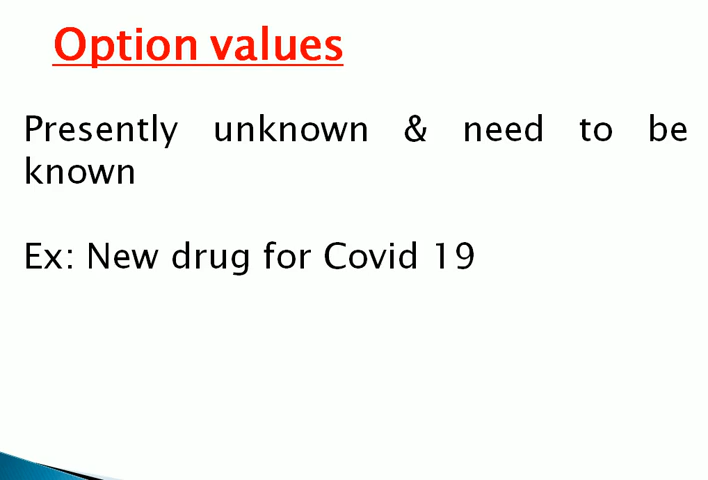 Option values
Presently unknown & need to be
known
Ex: New drug for Covid 19